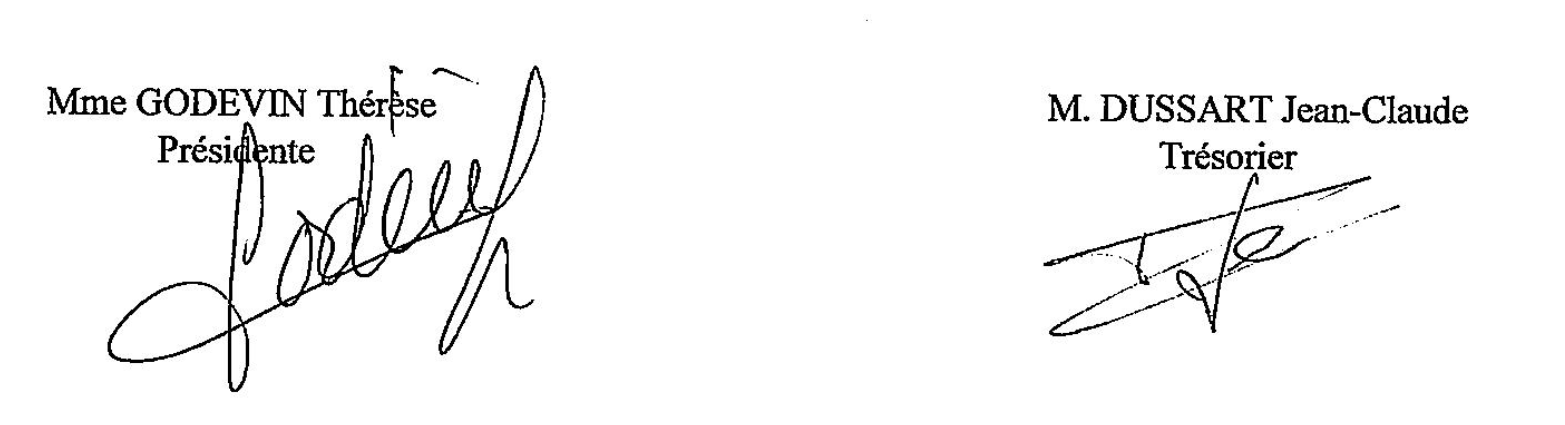 Mme GODEVIN Thérèse
Présidente
M. DUSSART Jean-Claude
Trésorier